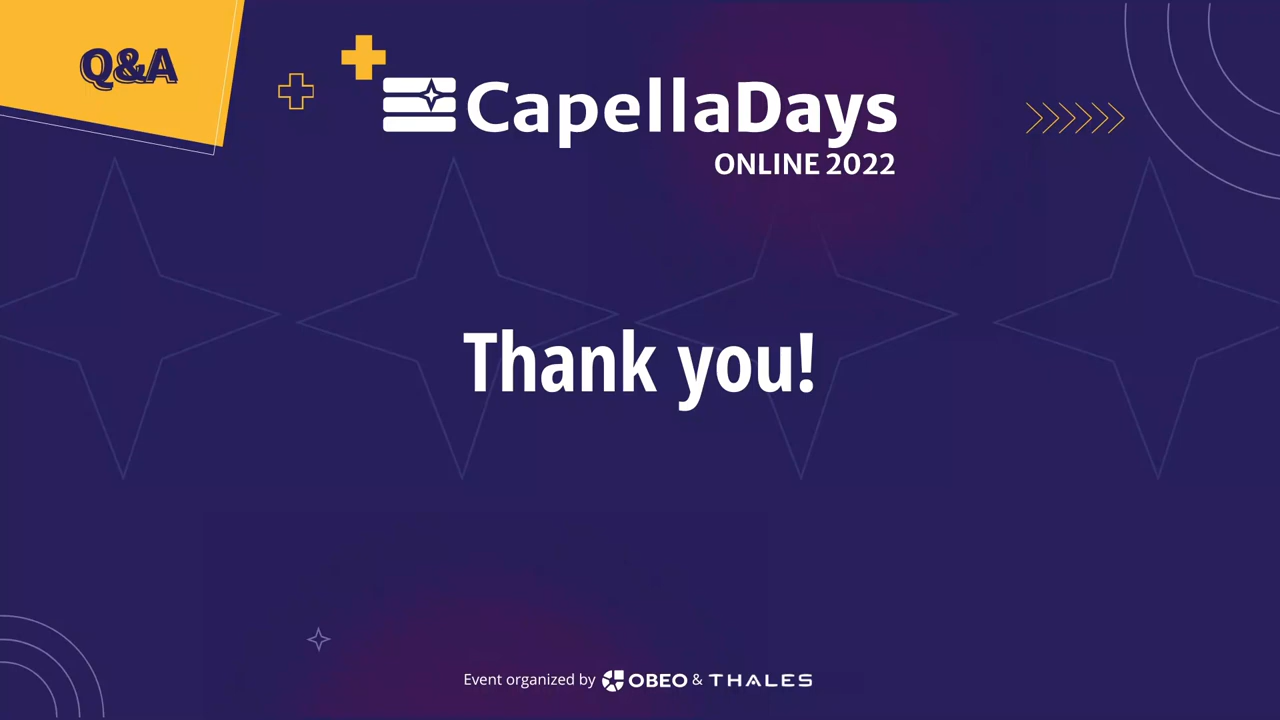 Q&A
CapellaDays
ONLINE 2022
Thank you!
Event organized by OBEO & THALES